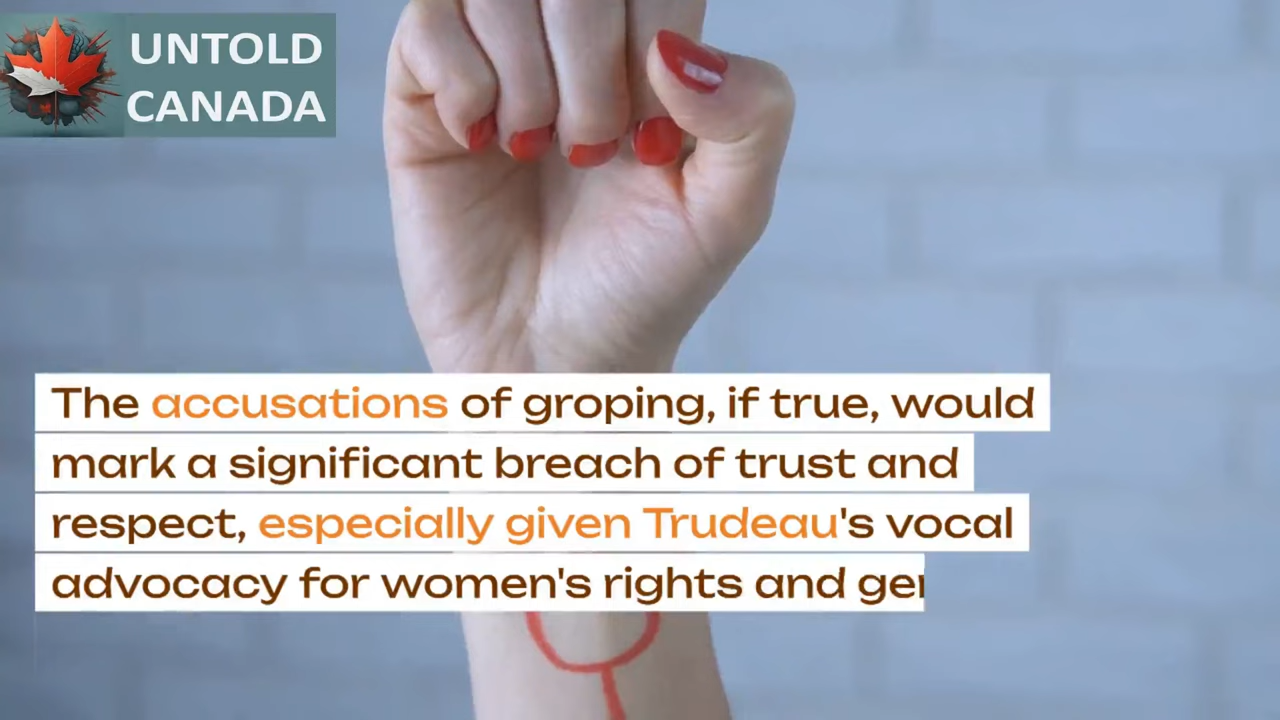 UNTOLD
CANADA
The accusations of groping, if true, would
mark a significant breach of trust and
respect, especially given Trudeau's vocal
advocacy for women's rights and ger